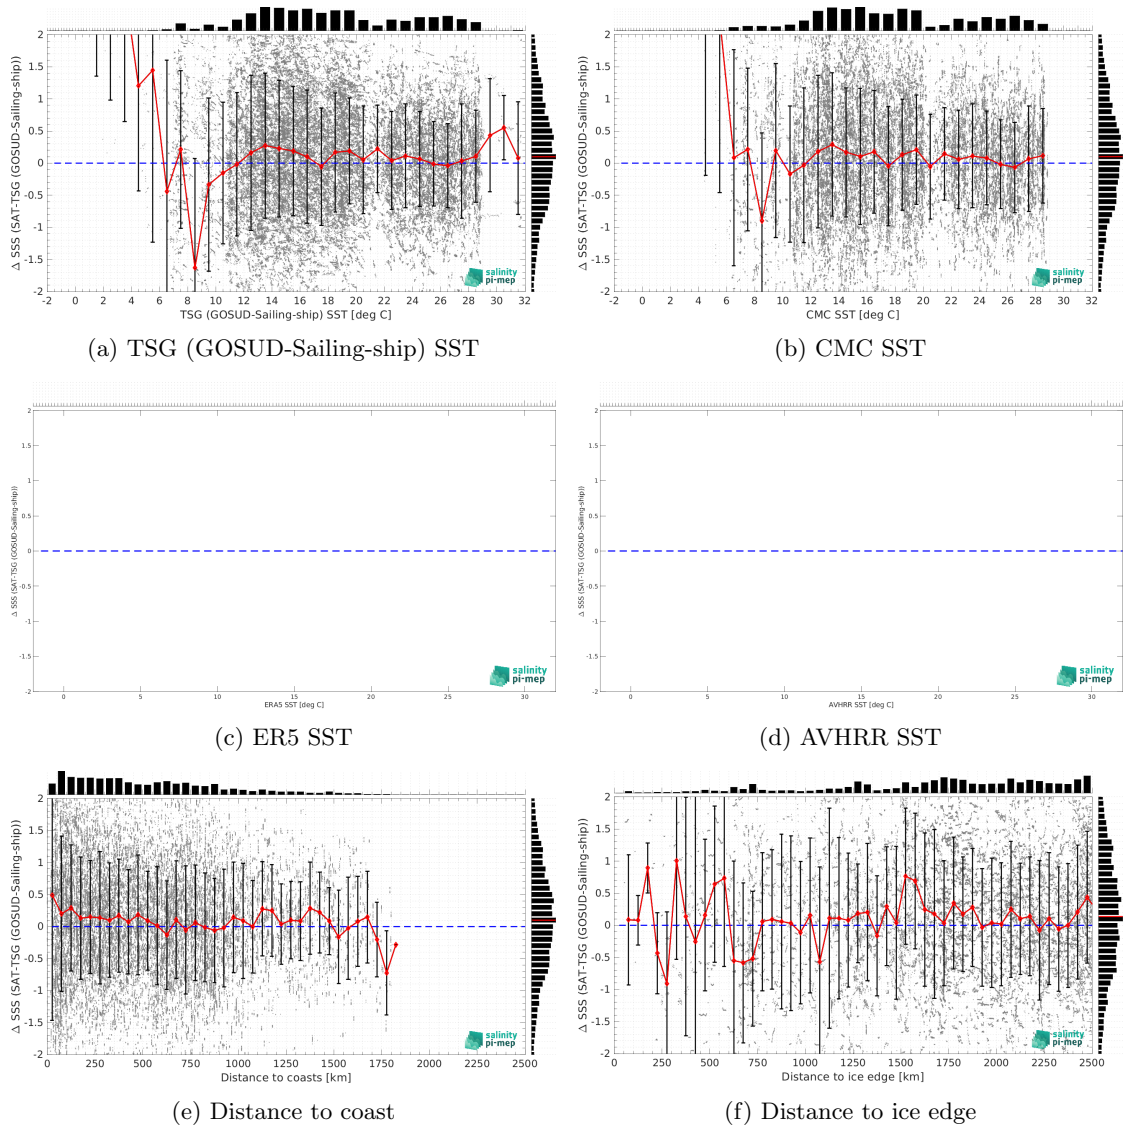 2
1.5
1
0.5
0
-0.5
-1
-1.5
-2
Δ SSS (SAT-TSG (GOSUD-Sailing-ship))
-2 0 2 4 6 8 10 12 14 16 18 20 22 24 26 28 30 32
TSG (GOSUD-Sailing-ship) SST [deg C]
salinity
pi-mep
(a) TSG (GOSUD-Sailing-ship) SST
2
1.5
1
0.5
0
-0.5
-1
-1.5
-2
Δ SSS (SAT-TSG (GOSUD-Sailing-ship))
-2 0 2 4 6 8 10 12 14 16 18 20 22 24 26 28 30 32
CMC SST [deg C]
salinity
pi-mep
(b) CMC SST
2
1.5
1
0.5
0
-0.5
-1
-1.5
-2
Δ SSS (SAT-TSG (GOSUD-Sailing-ship))
0 5 10 15 20 25 30
ERA5 SST [deg C]
salinity
pi-mep
(c) ER5 SST
2
1.5
1
0.5
0
-0.5
-1
-1.5
-2
Δ SSS (SAT-TSG (GOSUD-Sailing-ship))
0 5 10 15 20 25 30
AVHRR SST [deg C]
salinity
pi-mep
(d) AVHRR SST
2
1.5
1
0.5
0
-0.5
-1
-1.5
-2
Δ SSS (SAT-TSG (GOSUD-Sailing-ship))
0 250 500 750 1000 1250 1500 1750 2000 2250 2500
Distance to coasts [km]
salinity
pi-mep
(e) Distance to coast
2
1.5
1
0.5
0
-0.5
-1
-1.5
-2
Δ SSS (SAT-TSG (GOSUD-Sailing-ship))
0 250 500 750 1000 1250 1500 1750 2000 2250 2500
Distance to ice edge [km]
salinity
pi-mep
(f) Distance to ice edge